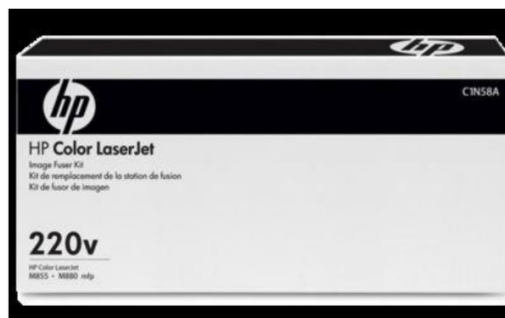 hp
C1N58A
hp
HP Color LaserJet
Image Fuser Kit
Kit de remplacement de la station de fusion
Kit de fusor de imagen
220v
HP Color LaserJet
M855 • M880 mfp